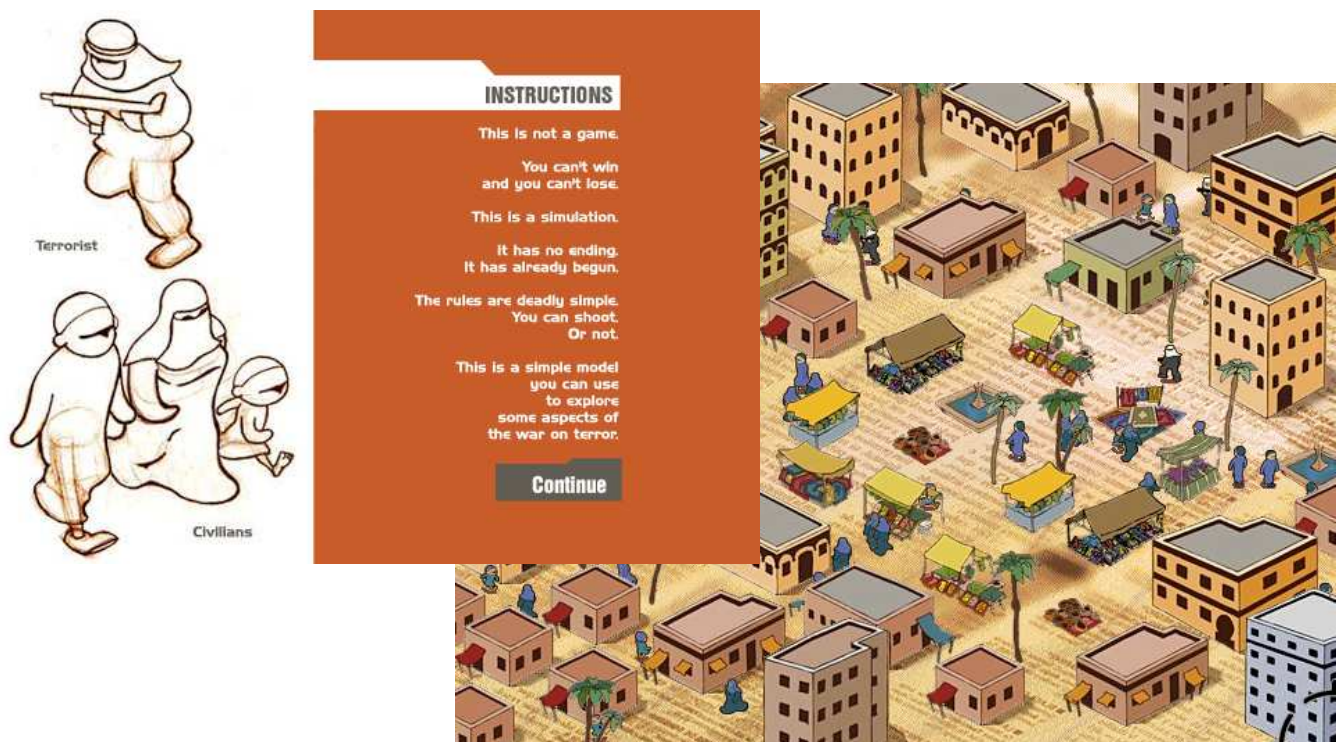 Terrorist
Civilians
INSTRUCTIONS
This is not a game.
You can't win
and you can't lose.
This is a simulation.
It has no ending.
It has already begun.
The rules are deadly simple.
You can shoot.
Or not.
This is a simple model
you can use
to explore
some aspects of
the war on terror.
Continue